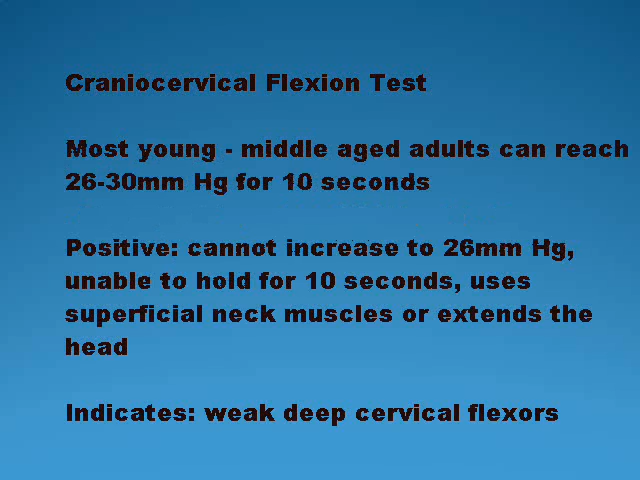 Craniocervical Flexion Test
Most young - middle aged adults can reach
26-30mm Hg for 10 seconds
Positive: cannot increase to 26mm Hg,
unable to hold for 10 seconds, uses
superficial neck muscles or extends the
head
Indicates: weak deep cervical flexors